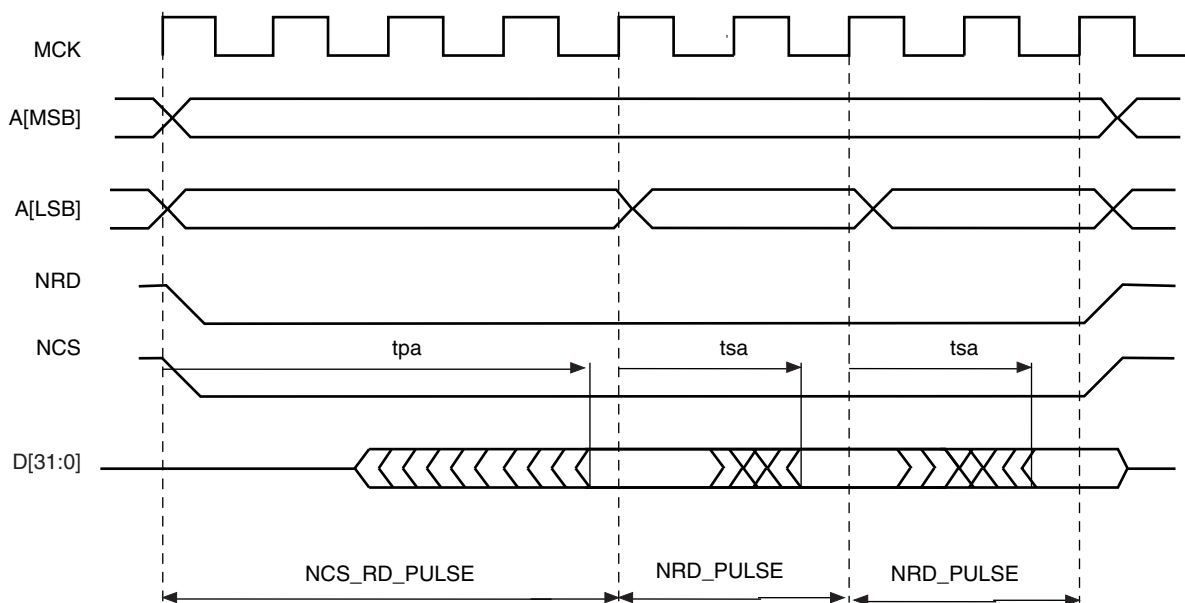 MCK
A[MSB]
A[LSB]
NRD
NCS
tpa tsa tsa
D[31:0]
NCS_RD_PULSE NRD_PULSE NRD_PULSE